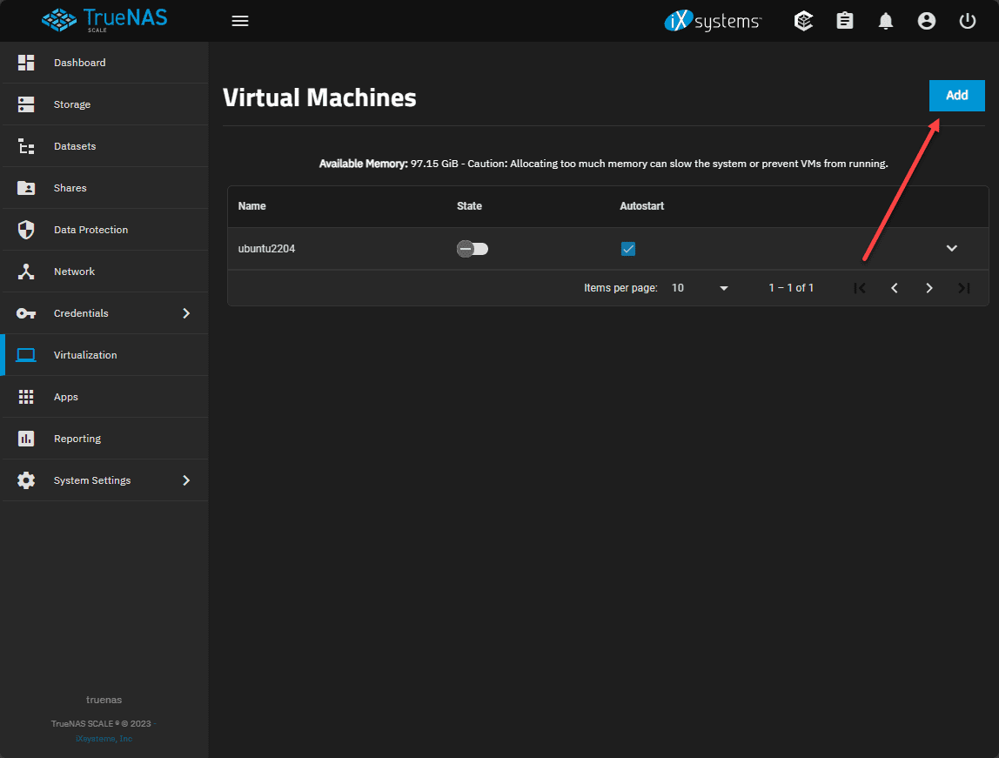 TrueNAS
SCALE
iXsystems
Dashboard
Storage
Datasets
Shares
Data Protection
Network
Credentials
Virtualization
Apps
Reporting
System Settings
truenas
TrueNAS SCALE ® © 2023 -
iXsystems, Inc
Virtual Machines
Add
Available Memory: 97.15 GiB - Caution: Allocating too much memory can slow the system or prevent VMs from running.
Name State Autostart
ubuntu2204
Items per page: 10 1 – 1 of 1